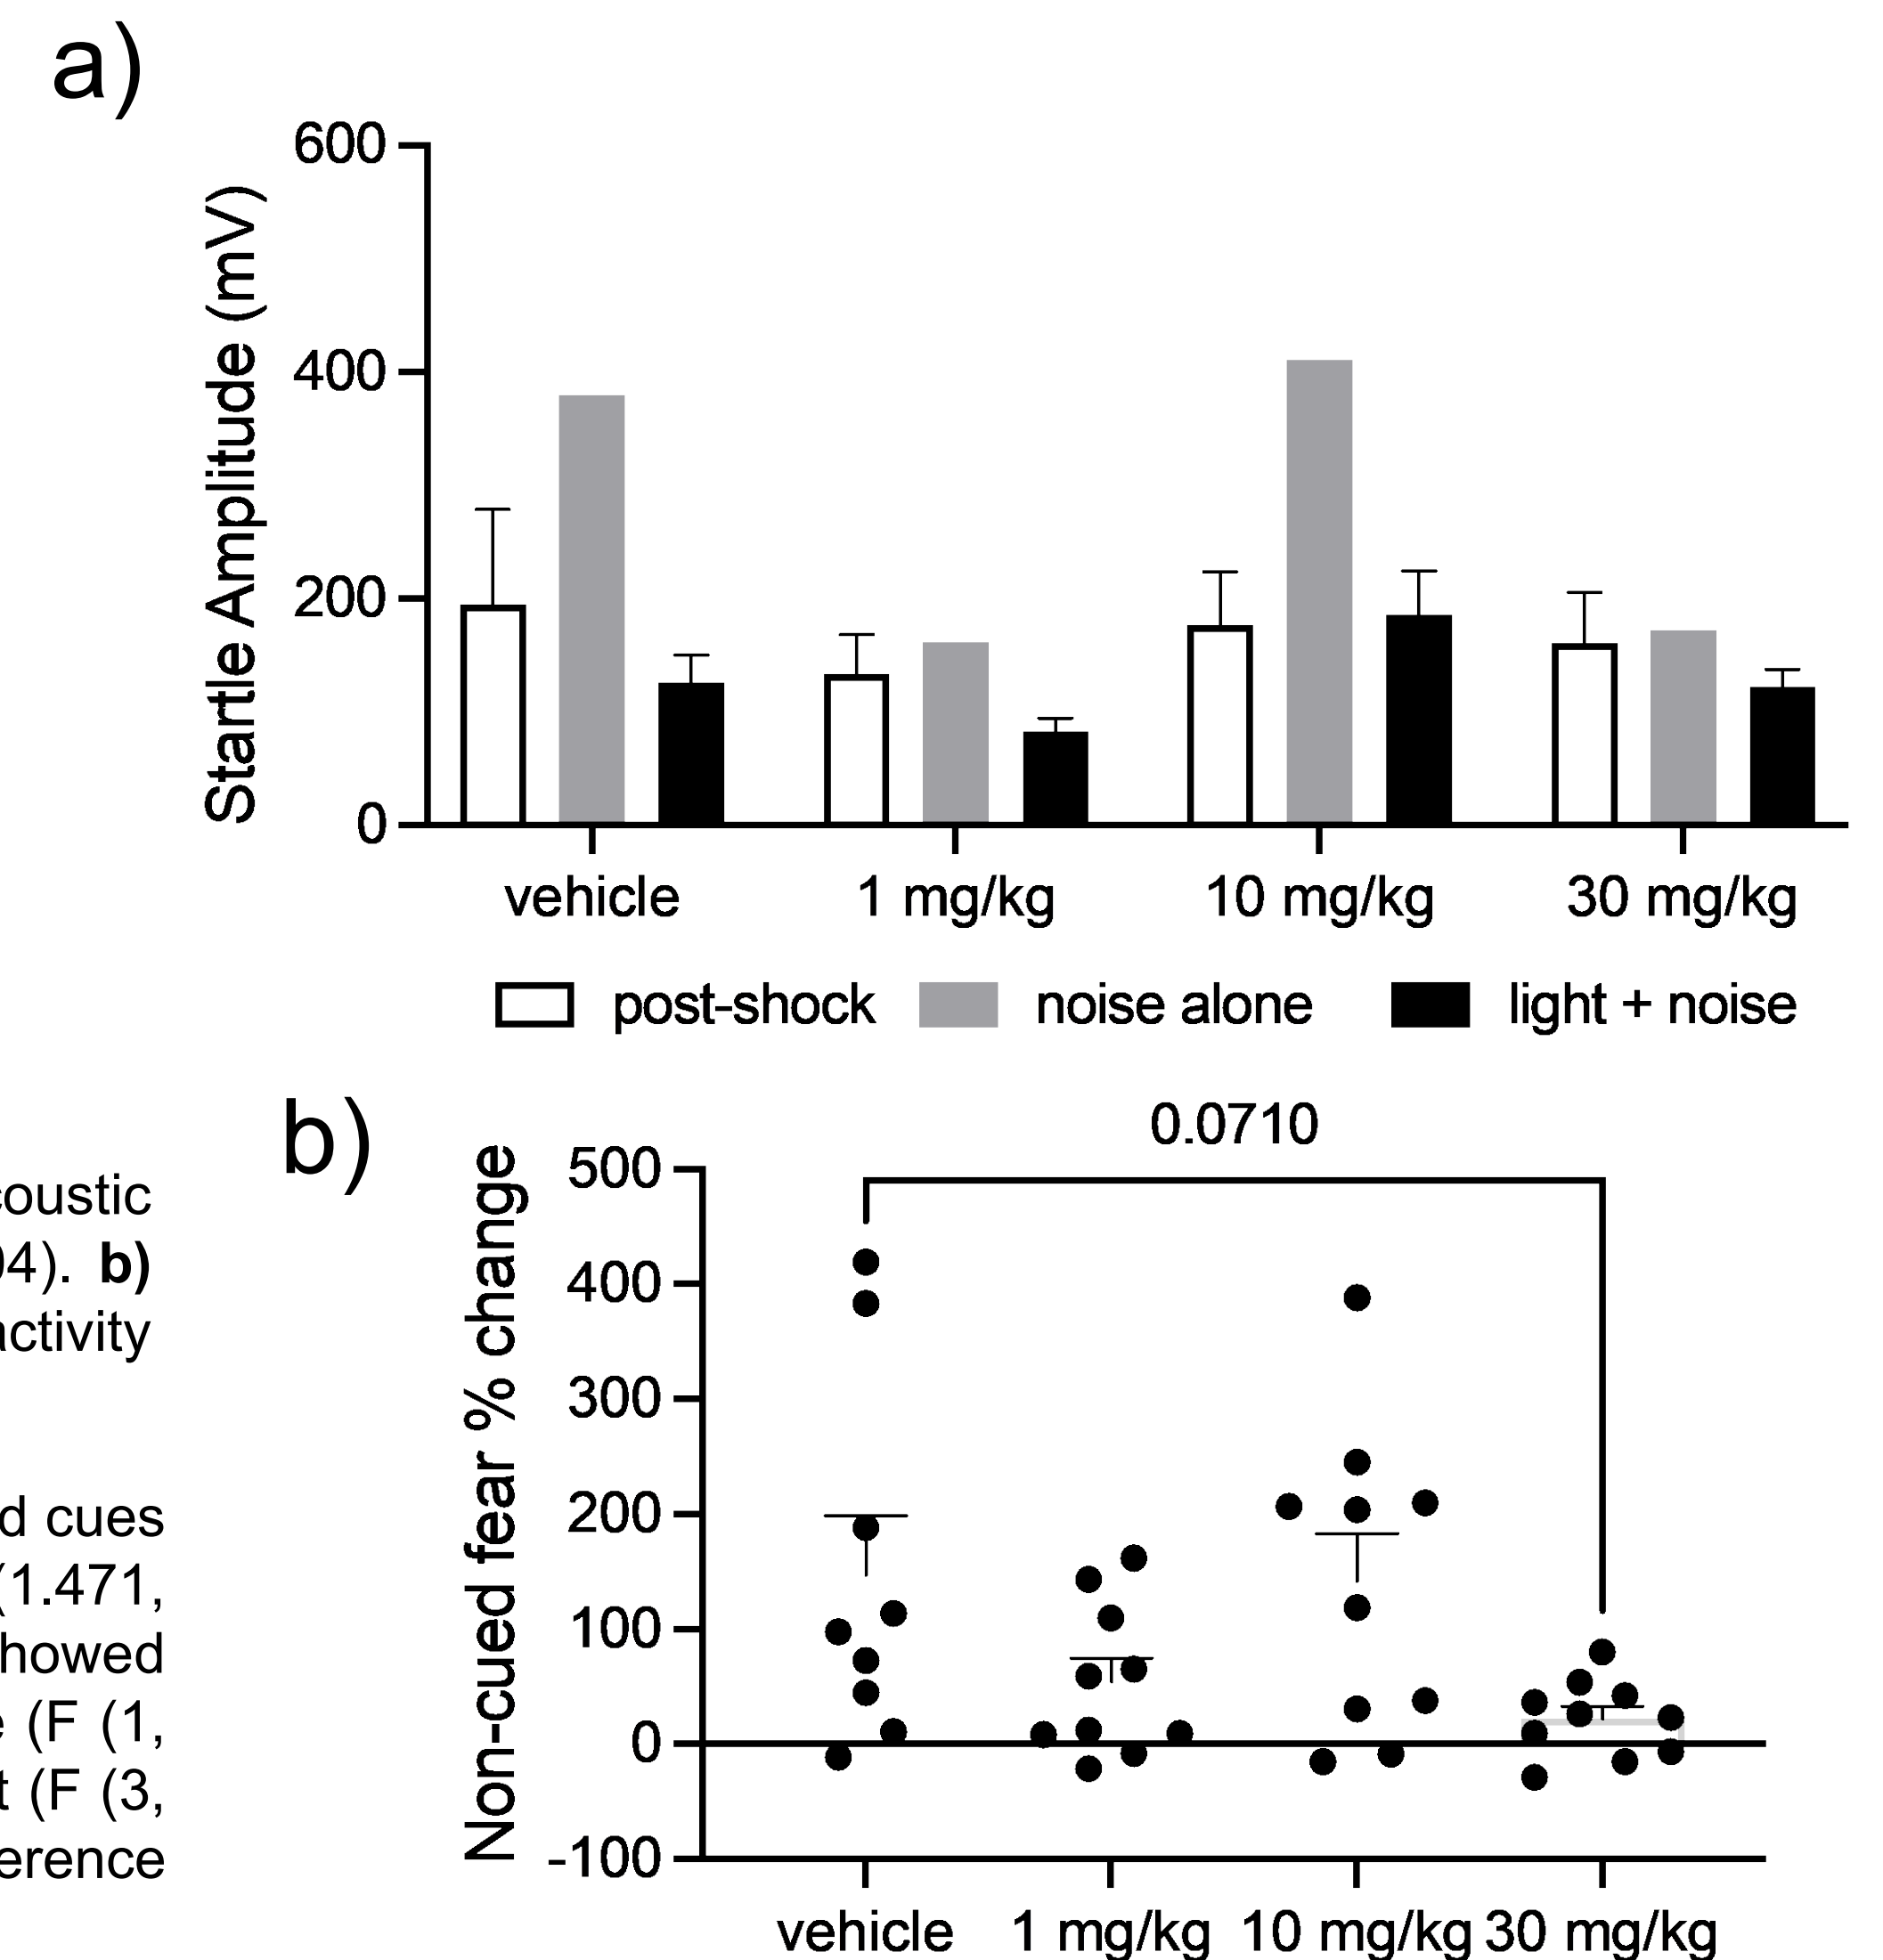 a)
600
400
200
0
Startle Amplitude (mV)
vehicle 1 mg/kg 10 mg/kg 30 mg/kg
post-shock noise alone light + noise
b)
0.0710
500
400
300
200
100
0
-100
Non-cued fear % change
vehicle 1 mg/kg 10 mg/kg 30 mg/kg
coustic
04). b)
activity
d cues
(1.471,
howed
e (F (1,
t (F (3,
erence